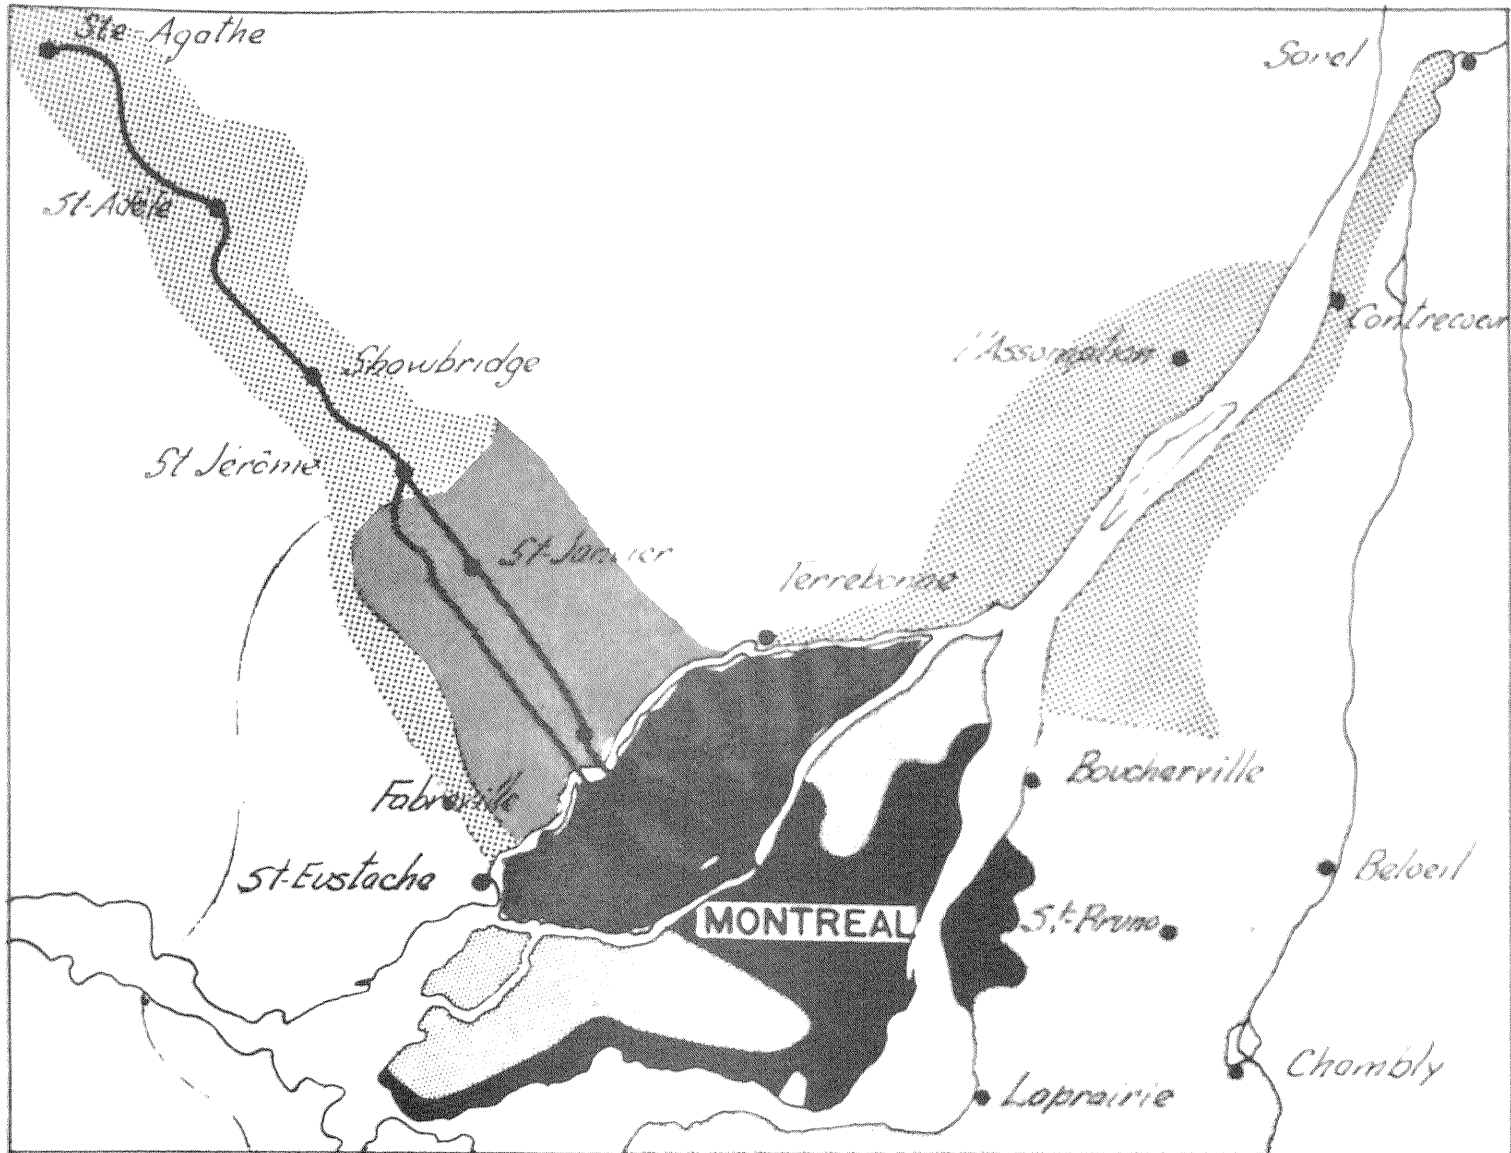 Ste-Agathe
Sorel
St-Adèle
Contrecoeur
l'Assomption
Showbridge
St Jérôme
St-Janvier
Terrebonne
Boucherville
Fabreville
St-Eustache
Beloeil
MONTREAL
St-Bruno
Chambly
Laprairie